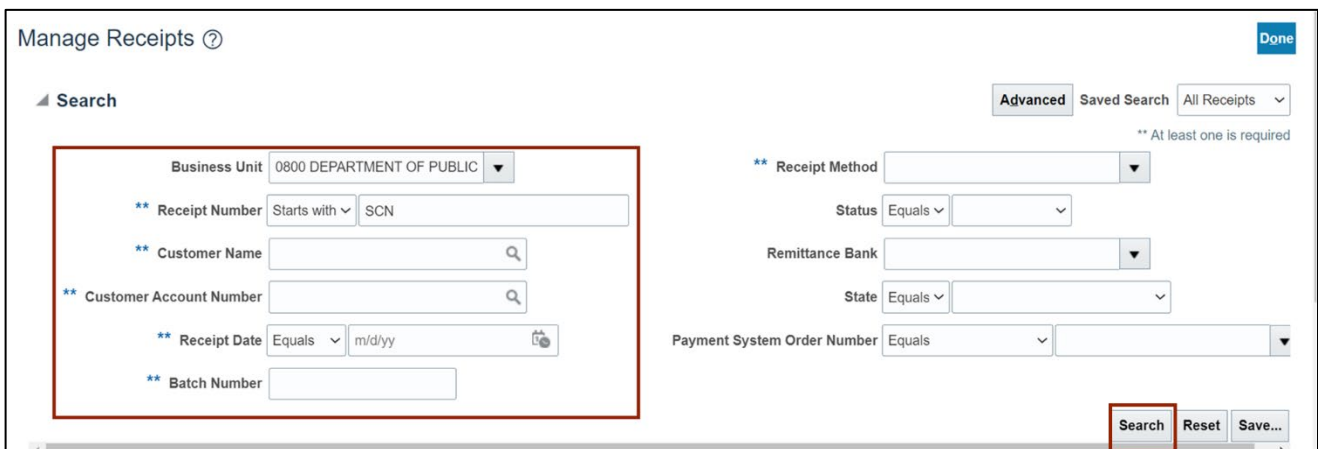 Manage Receipts ?
Done
Search
Advanced Saved Search All Receipts
** At least one is required
Business Unit 0800 DEPARTMENT OF PUBLIC
** Receipt Number Starts with SCN
** Customer Name
** Customer Account Number
** Receipt Date Equals m/d/yy
** Batch Number
** Receipt Method
Status Equals
Remittance Bank
State Equals
Payment System Order Number Equals
Search Reset Save...